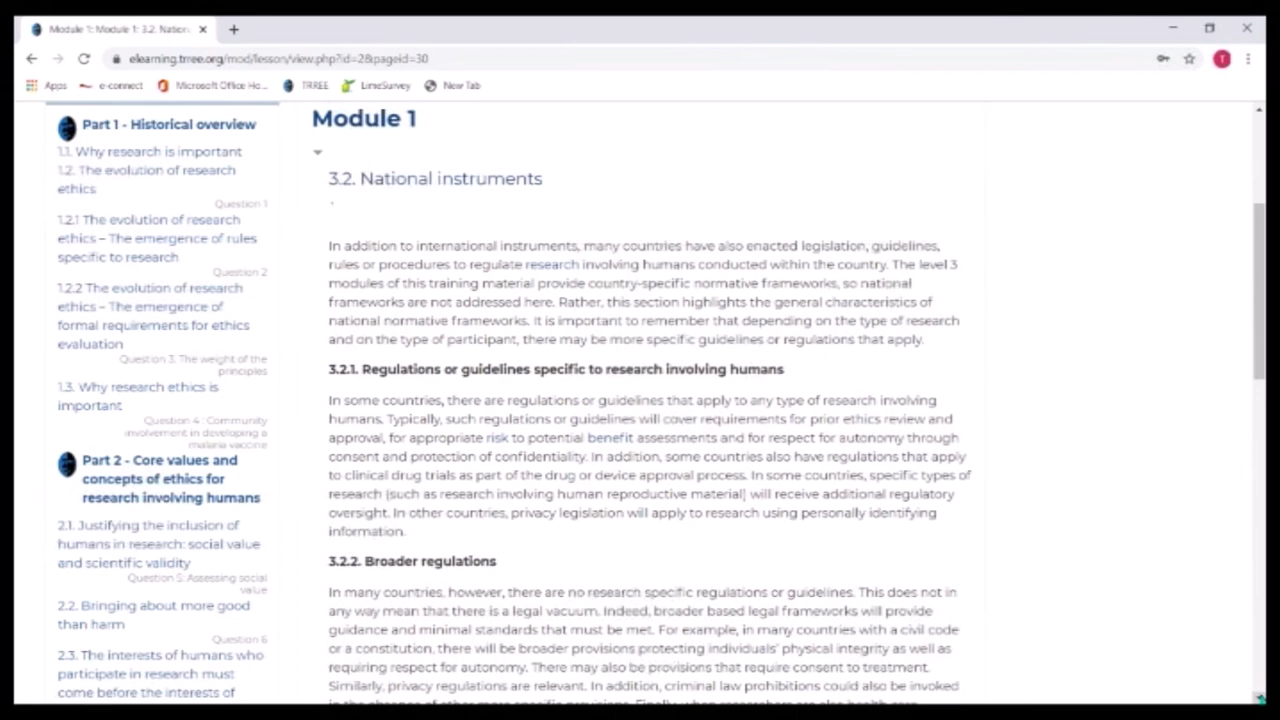 Module 1: Module 1: 3.2. Nation
elearning.trree.org/mod/lesson/view.php?id=2&pageid=30
T
Apps
e-connect
Microsoft Office Ho...
TRREE
LimeSurvey
New Tab
Part 1 - Historical overview
1.1. Why research is important
1.2. The evolution of research
ethics
Question 1
1.2.1 The evolution of research
ethics – The emergence of rules
specific to research
Question 2
1.2.2 The evolution of research
ethics – The emergence of
formal requirements for ethics
evaluation
Question 3: The weight of the
principles
1.3. Why research ethics is
important
Question 4 : Community
involvement in developing a
malaria vaccine
Part 2 - Core values and
concepts of ethics for
research involving humans
2.1. Justifying the inclusion of
humans in research: social value
and scientific validity
Question 5: Assessing social
value
2.2. Bringing about more good
than harm
Question 6
2.3. The interests of humans who
participate in research must
come before the interests of
Module 1
3.2. National instruments
In addition to international instruments, many countries have also enacted legislation, guidelines,
rules or procedures to regulate research involving humans conducted within the country. The level 3
modules of this training material provide country-specific normative frameworks, so national
frameworks are not addressed here. Rather, this section highlights the general characteristics of
national normative frameworks. It is important to remember that depending on the type of research
and on the type of participant, there may be more specific guidelines or regulations that apply.
3.2.1. Regulations or guidelines specific to research involving humans
In some countries, there are regulations or guidelines that apply to any type of research involving
humans. Typically, such regulations or guidelines will cover requirements for prior ethics review and
approval, for appropriate risk to potential benefit assessments and for respect for autonomy through
consent and protection of confidentiality. In addition, some countries also have regulations that apply
to clinical drug trials as part of the drug or device approval process. In some countries, specific types of
research (such as research involving human reproductive material) will receive additional regulatory
oversight. In other countries, privacy legislation will apply to research using personally identifying
information.
3.2.2. Broader regulations
In many countries, however, there are no research specific regulations or guidelines. This does not in
any way mean that there is a legal vacuum. Indeed, broader based legal frameworks will provide
guidance and minimal standards that must be met. For example, in many countries with a civil code
or a constitution, there will be broader provisions protecting individuals' physical integrity as well as
requiring respect for autonomy. There may also be provisions that require consent to treatment.
Similarly, privacy regulations are relevant. In addition, criminal law prohibitions could also be invoked